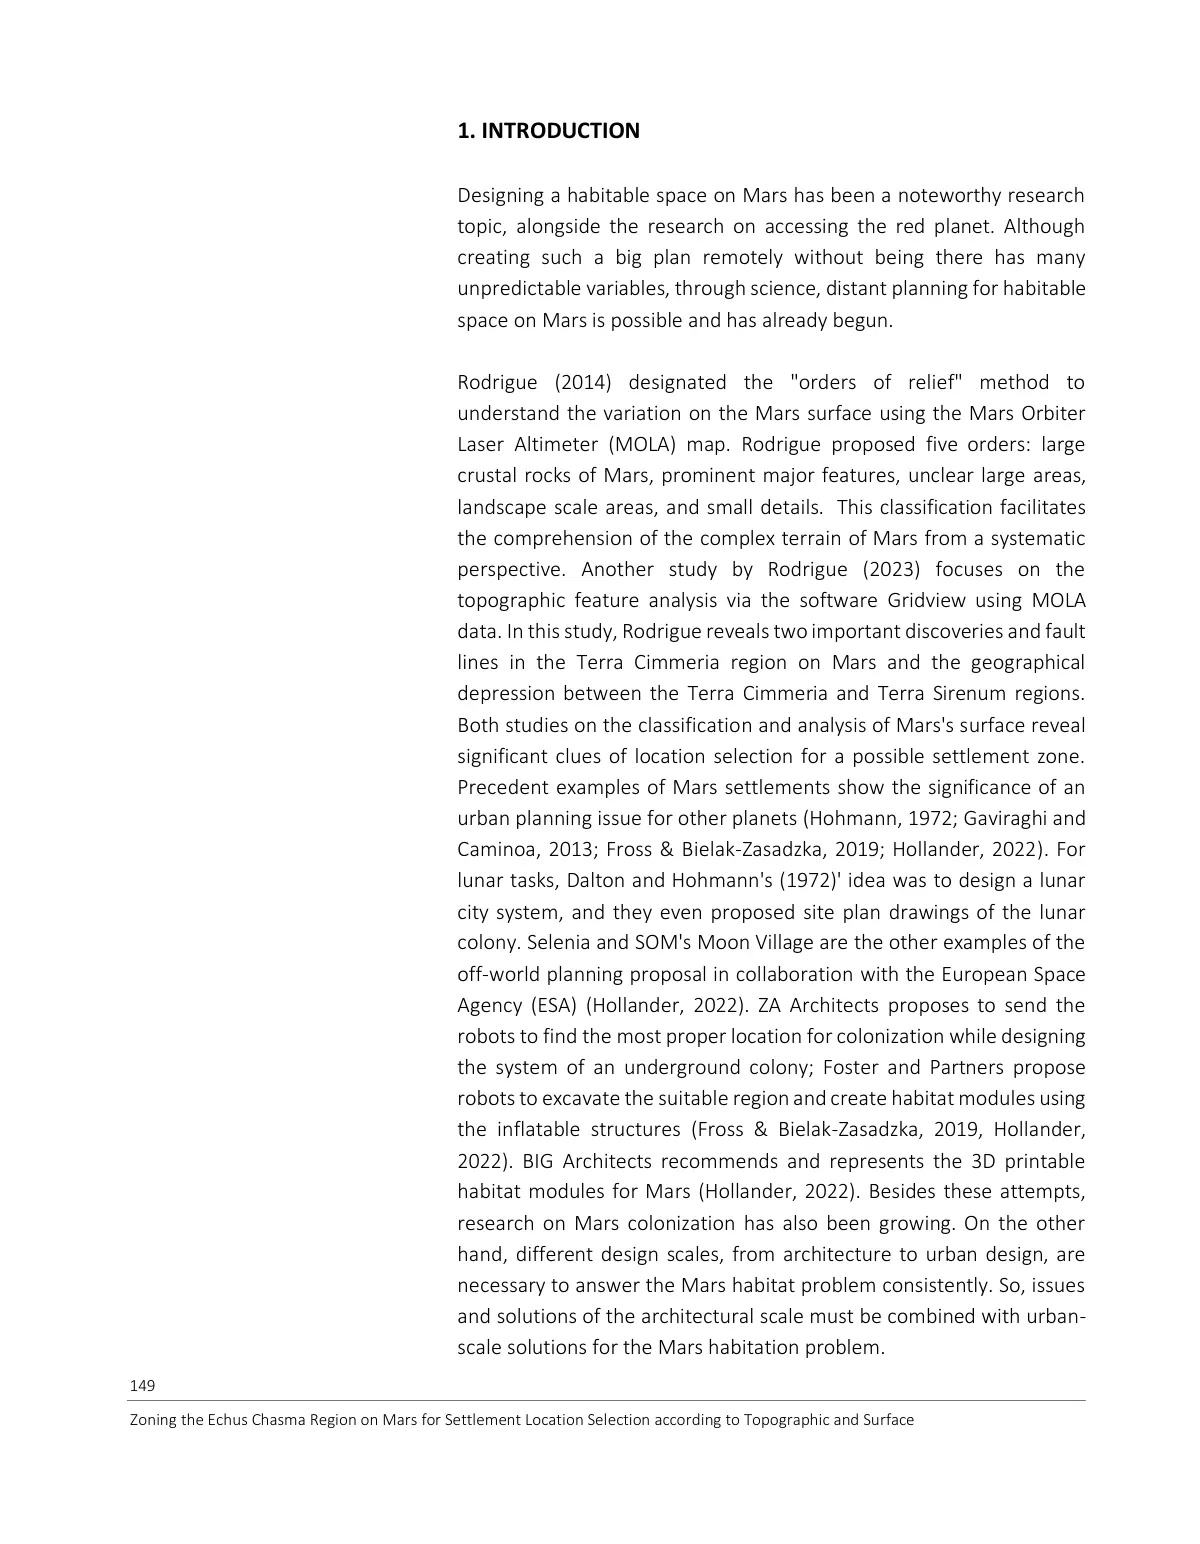 1. INTRODUCTION
Designing a habitable space on Mars has been a noteworthy research
topic, alongside the research on accessing the red planet. Although
creating such a big plan remotely without being there has many
unpredictable variables, through science, distant planning for habitable
space on Mars is possible and has already begun.
Rodrigue (2014) designated the "orders of relief" method to
understand the variation on the Mars surface using the Mars Orbiter
Laser Altimeter (MOLA) map. Rodrigue proposed five orders: large
crustal rocks of Mars, prominent major features, unclear large areas,
landscape scale areas, and small details.  This classification facilitates
the comprehension of the complex terrain of Mars from a systematic
perspective. Another study by Rodrigue (2023) focuses on the
topographic feature analysis via the software Gridview using MOLA
data. In this study, Rodrigue reveals two important discoveries and fault
lines in the Terra Cimmeria region on Mars and the geographical
depression between the Terra Cimmeria and Terra Sirenum regions.
Both studies on the classification and analysis of Mars's surface reveal
significant clues of location selection for a possible settlement zone.
Precedent examples of Mars settlements show the significance of an
urban planning issue for other planets (Hohmann, 1972; Gaviraghi and
Caminoa, 2013; Fross & Bielak-Zasadzka, 2019; Hollander, 2022). For
lunar tasks, Dalton and Hohmann's (1972)' idea was to design a lunar
city system, and they even proposed site plan drawings of the lunar
colony. Selenia and SOM's Moon Village are the other examples of the
off-world planning proposal in collaboration with the European Space
Agency (ESA) (Hollander, 2022). ZA Architects proposes to send the
robots to find the most proper location for colonization while designing
the system of an underground colony; Foster and Partners propose
robots to excavate the suitable region and create habitat modules using
the inflatable structures (Fross & Bielak-Zasadzka, 2019, Hollander,
2022). BIG Architects recommends and represents the 3D printable
habitat modules for Mars (Hollander, 2022). Besides these attempts,
research on Mars colonization has also been growing. On the other
hand, different design scales, from architecture to urban design, are
necessary to answer the Mars habitat problem consistently. So, issues
and solutions of the architectural scale must be combined with urban-
scale solutions for the Mars habitation problem.
149
Zoning the Echus Chasma Region on Mars for Settlement Location Selection according to Topographic and Surface